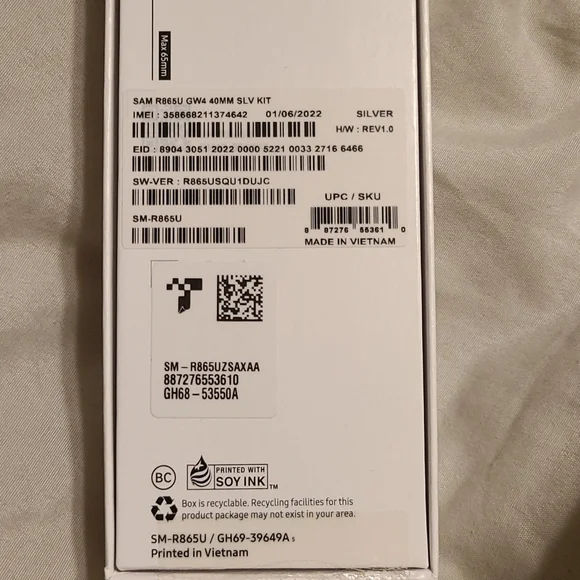 Max 65mm
SAM R865U GW4 40MM SLV KIT
IMEI : 358668211374642 01/06/2022 SILVER
H/W : REV1.0
EID : 8904 3051 2022 0000 5221 0033 2716 6466
SW-VER : R865USQU1DUJC
UPC / SKU
SM-R865U
8 87276 55361 0
MADE IN VIETNAM
SM-R865UZSAXAA
887276553610
GH68-53550A
BC
PRINTED WITH
SOY INK TM
Box is recyclable. Recycling facilities for this
product package may not exist in your area.
SM-R865U / GH69-39649A s
Printed in Vietnam